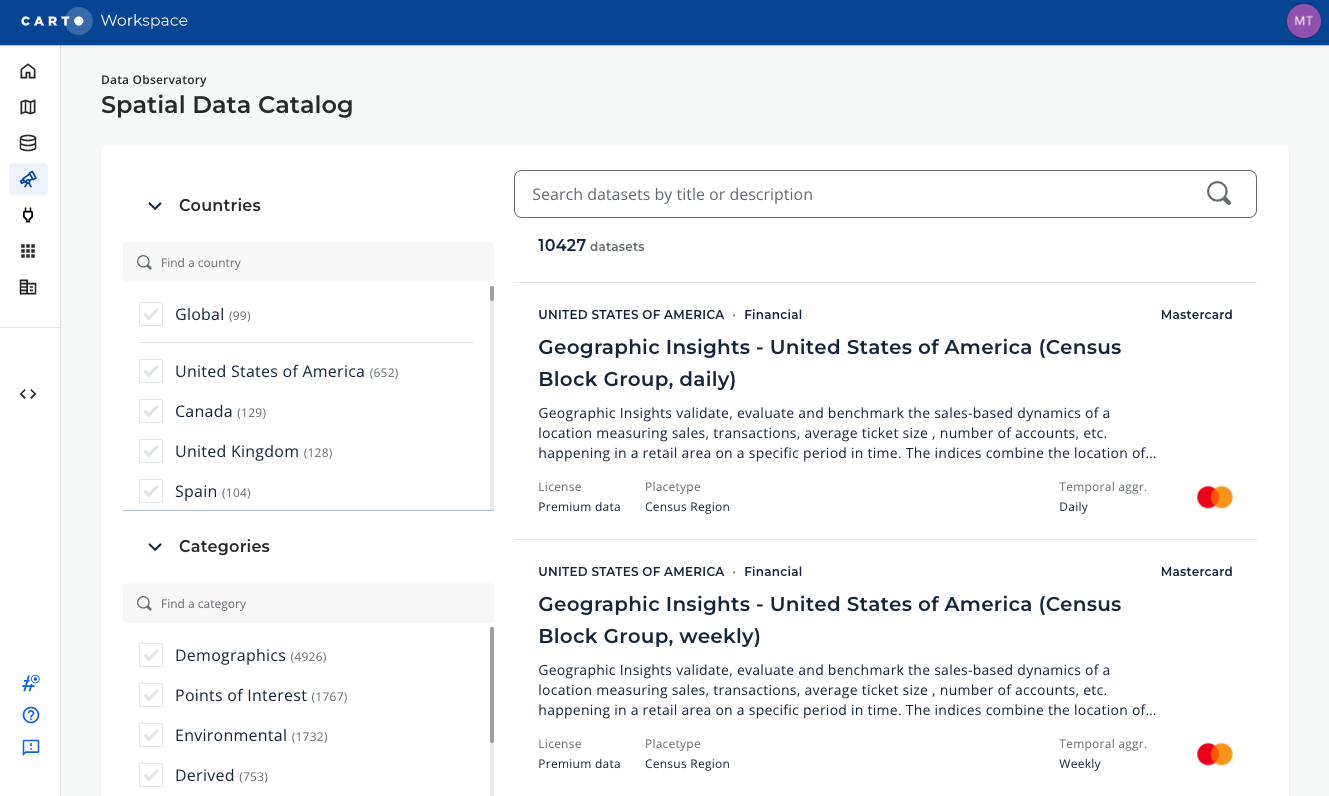 CARTO Workspace
MT
Data Observatory
Spatial Data Catalog
Countries
Find a country
Global (99)
United States of America (652)
Canada (129)
United Kingdom (128)
Spain (104)
Categories
Find a category
Demographics (4926)
Points of Interest (1767)
Environmental (1732)
Derived (753)
Search datasets by title or description
10427 datasets
UNITED STATES OF AMERICA · Financial
Mastercard
Geographic Insights - United States of America (Census
Block Group, daily)
Geographic Insights validate, evaluate and benchmark the sales-based dynamics of a
location measuring sales, transactions, average ticket size , number of accounts, etc.
happening in a retail area on a specific period in time. The indices combine the location of...
License
Premium data
Placetype
Census Region
Temporal aggr.
Daily
UNITED STATES OF AMERICA · Financial
Mastercard
Geographic Insights - United States of America (Census
Block Group, weekly)
Geographic Insights validate, evaluate and benchmark the sales-based dynamics of a
location measuring sales, transactions, average ticket size , number of accounts, etc.
happening in a retail area on a specific period in time. The indices combine the location of...
License
Premium data
Placetype
Census Region
Temporal aggr.
Weekly